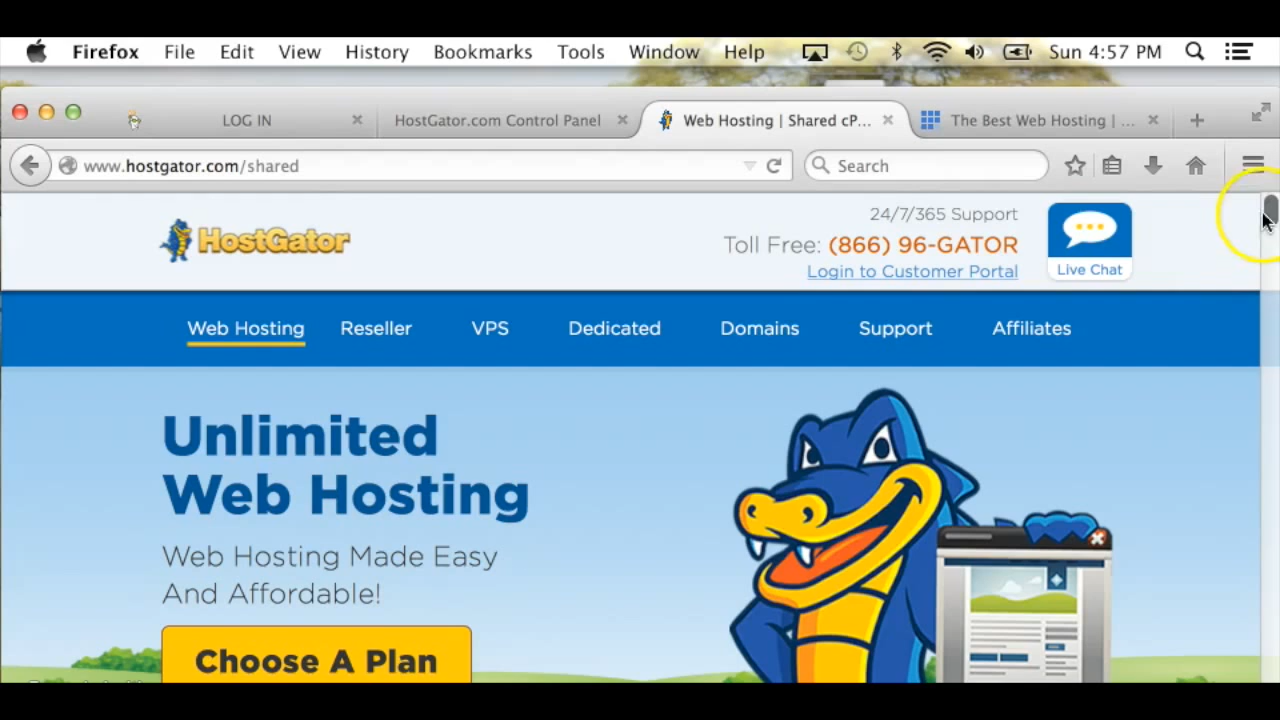 Firefox File Edit View History Bookmarks Tools Window Help Sun 4:57 PM
LOG IN HostGator.com Control Panel Web Hosting | Shared cP... The Best Web Hosting | ...
www.hostgator.com/shared Search
HostGator
24/7/365 Support
Toll Free: (866) 96-GATOR
Login to Customer Portal
Live Chat
Web Hosting Reseller VPS Dedicated Domains Support Affiliates
Unlimited
Web Hosting
Web Hosting Made Easy
And Affordable!
Choose A Plan